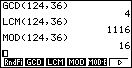 GCD(124,36)
4
LCM(124,36)
1116
MOD(124,36)
16
RndFi GCD LCM MOD MOD•E ▷